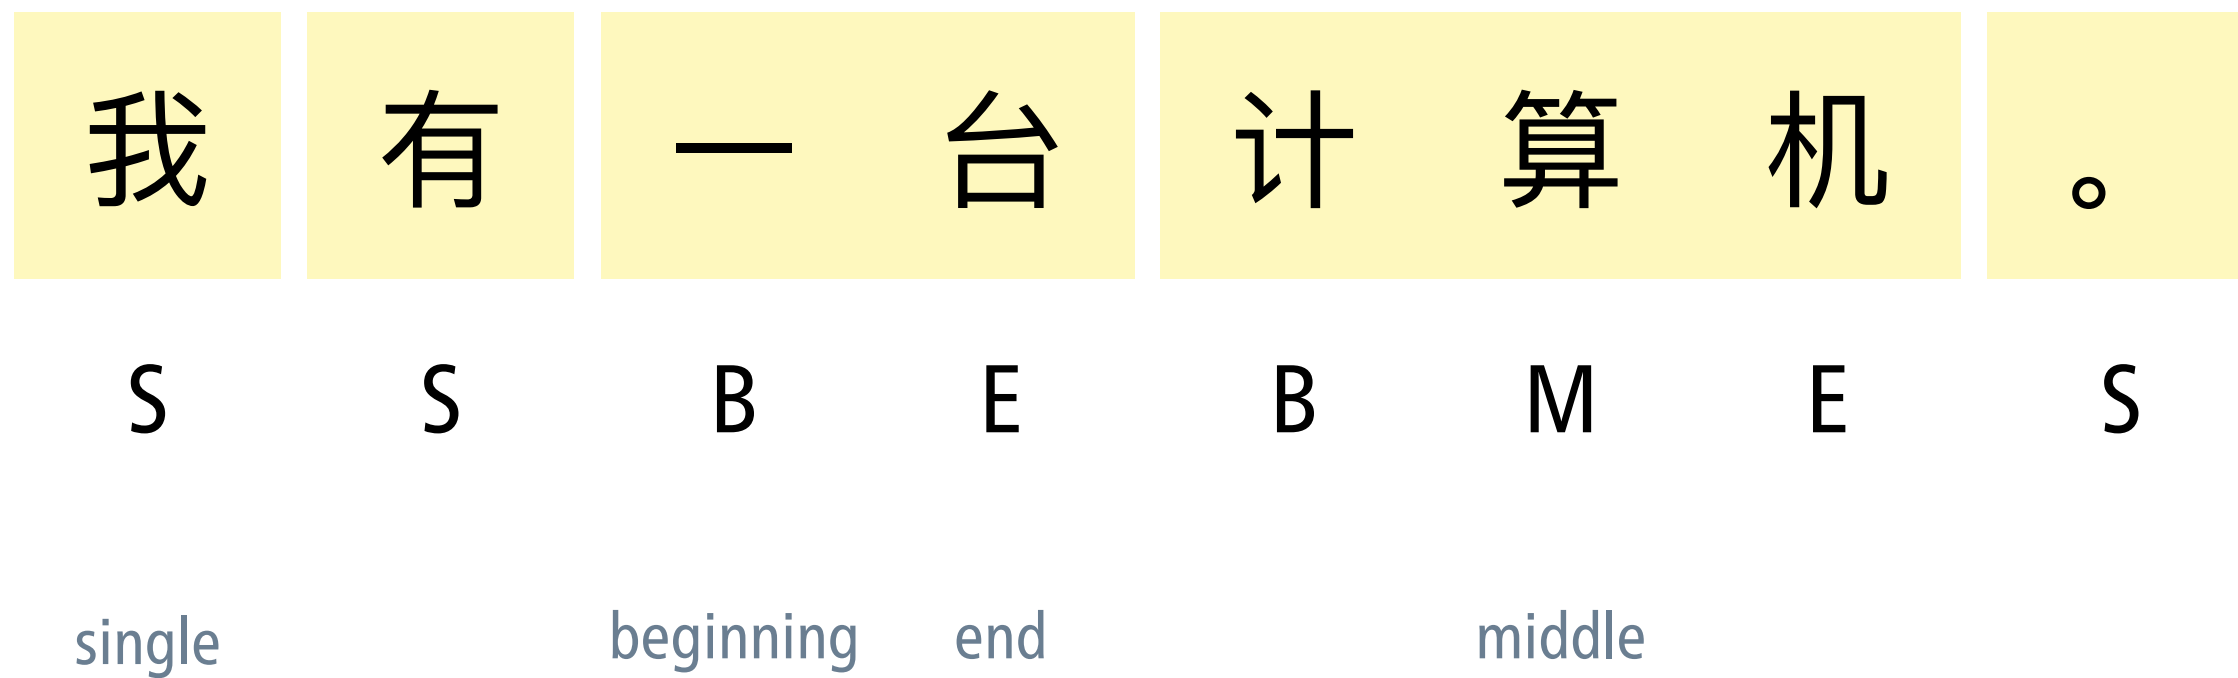 我 有 一 台 计 算 机 。
S S B E B M E S
single beginning end middle